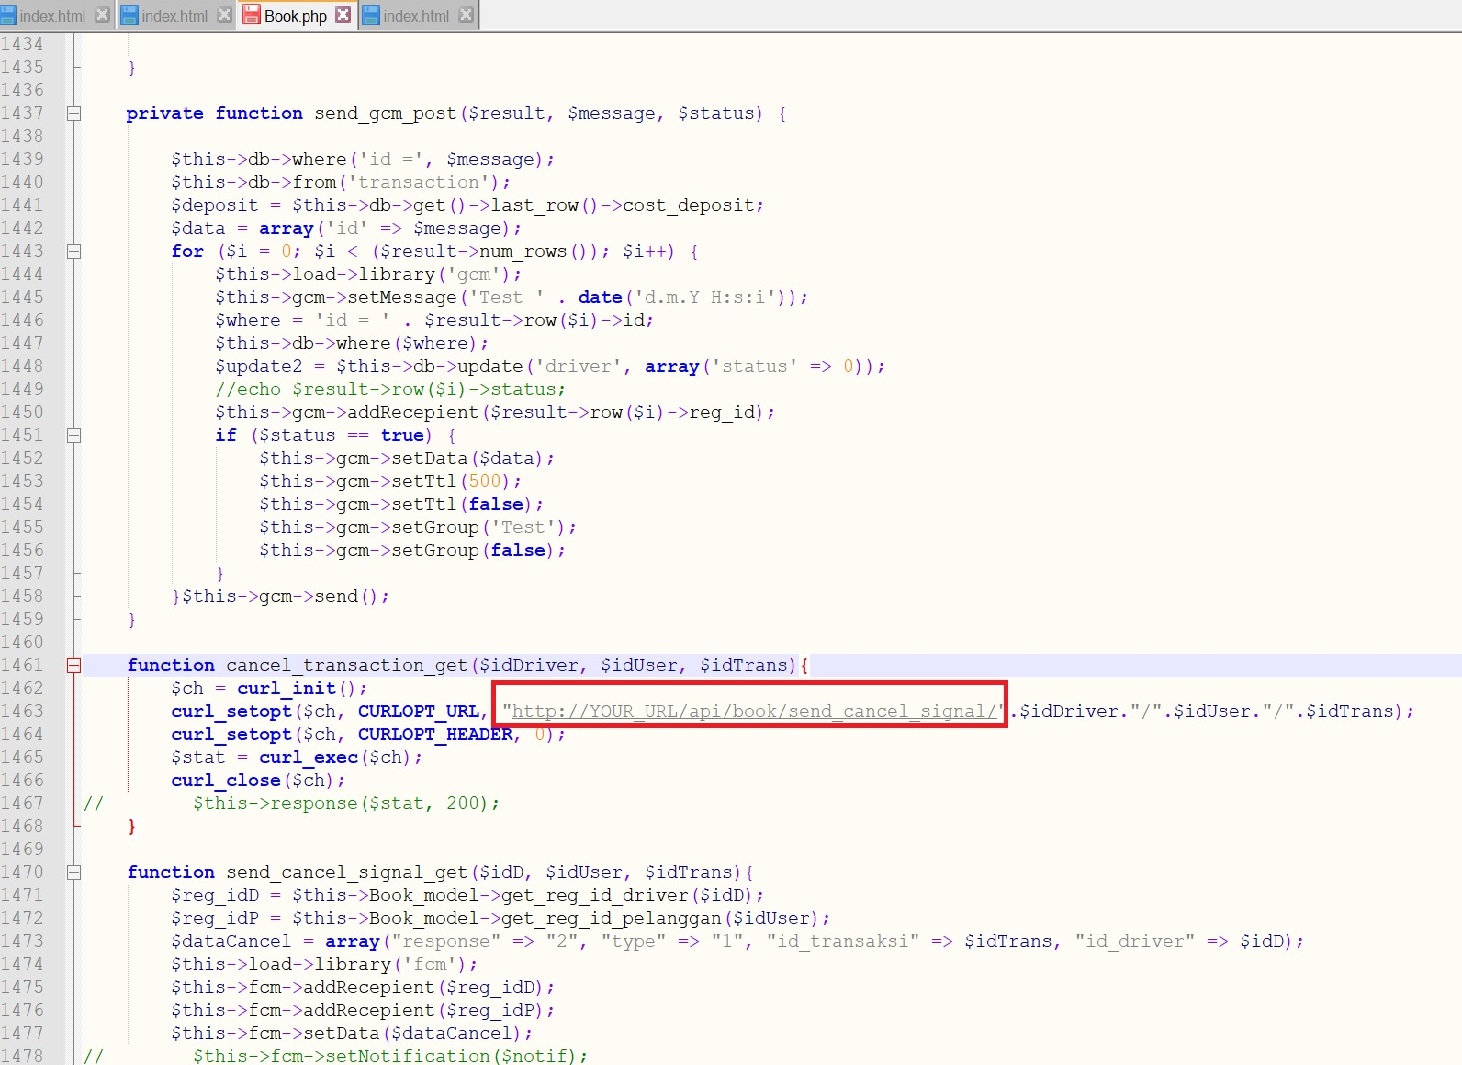 index.html index.html Book.php index.html
1434
1435 }
1436
1437 private function send_gcm_post($result, $message, $status) {
1438
1439 $this->db->where('id =', $message);
1440 $this->db->from('transaction');
1441 $deposit = $this->db->get()->last_row()->cost_deposit;
1442 $data = array('id' => $message);
1443 for ($i = 0; $i < ($result->num_rows()); $i++) {
1444 $this->load->library('gcm');
1445 $this->gcm->setMessage('Test ' . date('d.m.Y H:s:i'));
1446 $where = 'id = ' . $result->row($i)->id;
1447 $this->db->where($where);
1448 $update2 = $this->db->update('driver', array('status' => 0));
1449 //echo $result->row($i)->status;
1450 $this->gcm->addRecepient($result->row($i)->reg_id);
1451 if ($status == true) {
1452 $this->gcm->setData($data);
1453 $this->gcm->setTtl(500);
1454 $this->gcm->setTtl(false);
1455 $this->gcm->setGroup('Test');
1456 $this->gcm->setGroup(false);
1457 }
1458 }$this->gcm->send();
1459 }
1460
1461 function cancel_transaction_get($idDriver, $idUser, $idTrans){
1462 $ch = curl_init();
1463 curl_setopt($ch, CURLOPT_URL, "http://YOUR_URL/api/book/send_cancel_signal/".$idDriver."/".$idUser."/".$idTrans);
1464 curl_setopt($ch, CURLOPT_HEADER, 0);
1465 $stat = curl_exec($ch);
1466 curl_close($ch);
1467 // $this->response($stat, 200);
1468 }
1469
1470 function send_cancel_signal_get($idD, $idUser, $idTrans){
1471 $reg_idD = $this->Book_model->get_reg_id_driver($idD);
1472 $reg_idP = $this->Book_model->get_reg_id_pelanggan($idUser);
1473 $dataCancel = array("response" => "2", "type" => "1", "id_transaksi" => $idTrans, "id_driver" => $idD);
1474 $this->load->library('fcm');
1475 $this->fcm->addRecepient($reg_idD);
1476 $this->fcm->addRecepient($reg_idP);
1477 $this->fcm->setData($dataCancel);
1478 // $this->fcm->setNotification($notif);